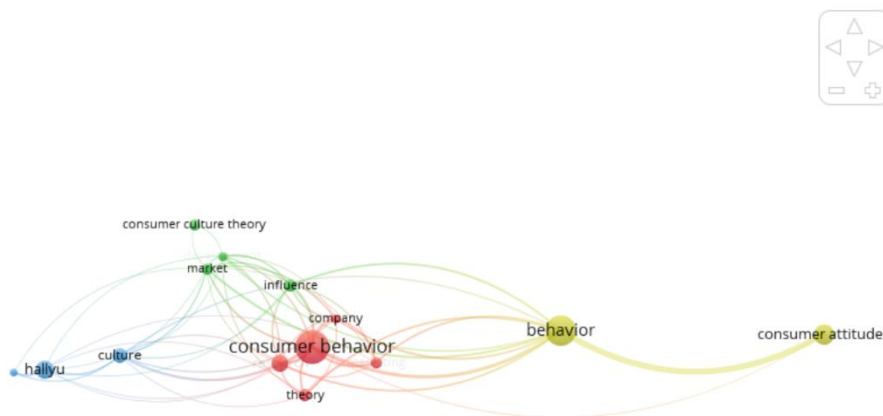 consumer culture theory
market
influence
company
behavior
consumer behavior
consumer attitude
culture
hallyu
theory